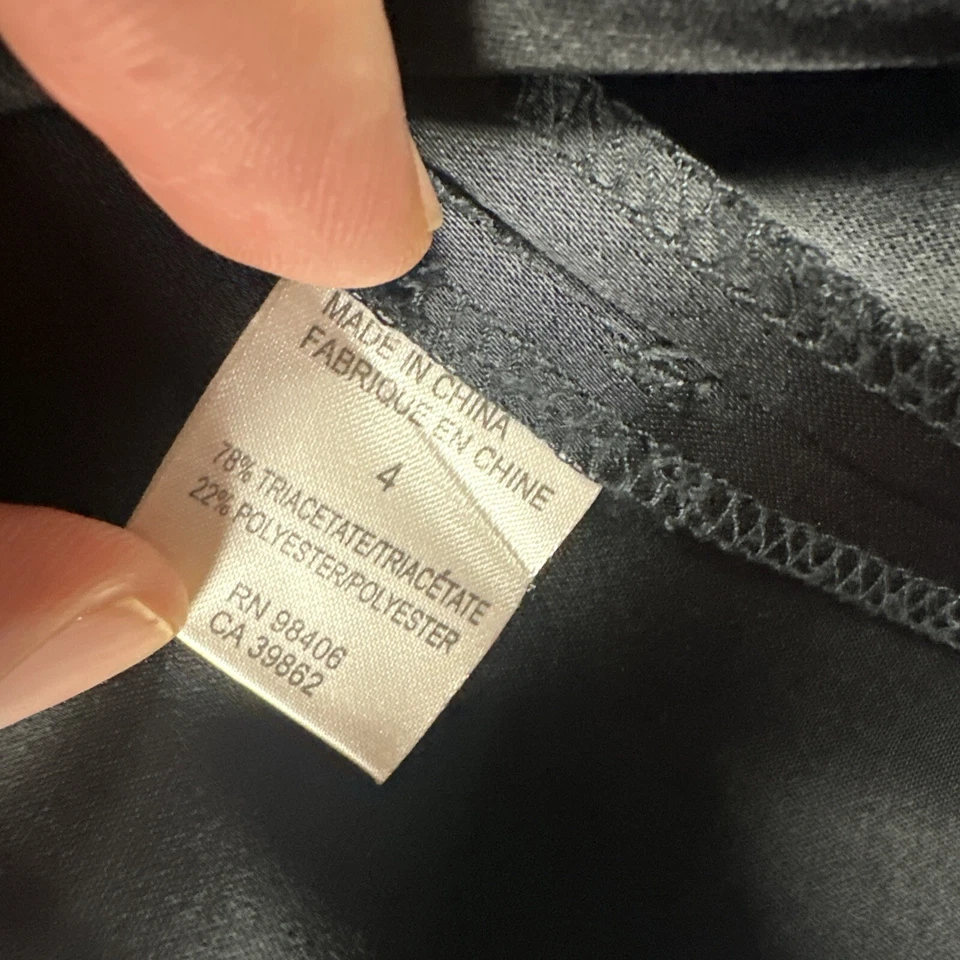 MADE IN CHINA
FABRIQUE EN CHINE
4
78% TRIACETATE/TRIACÉTATE
22% POLYESTER/POLYESTER
RN 98406
CA 39862